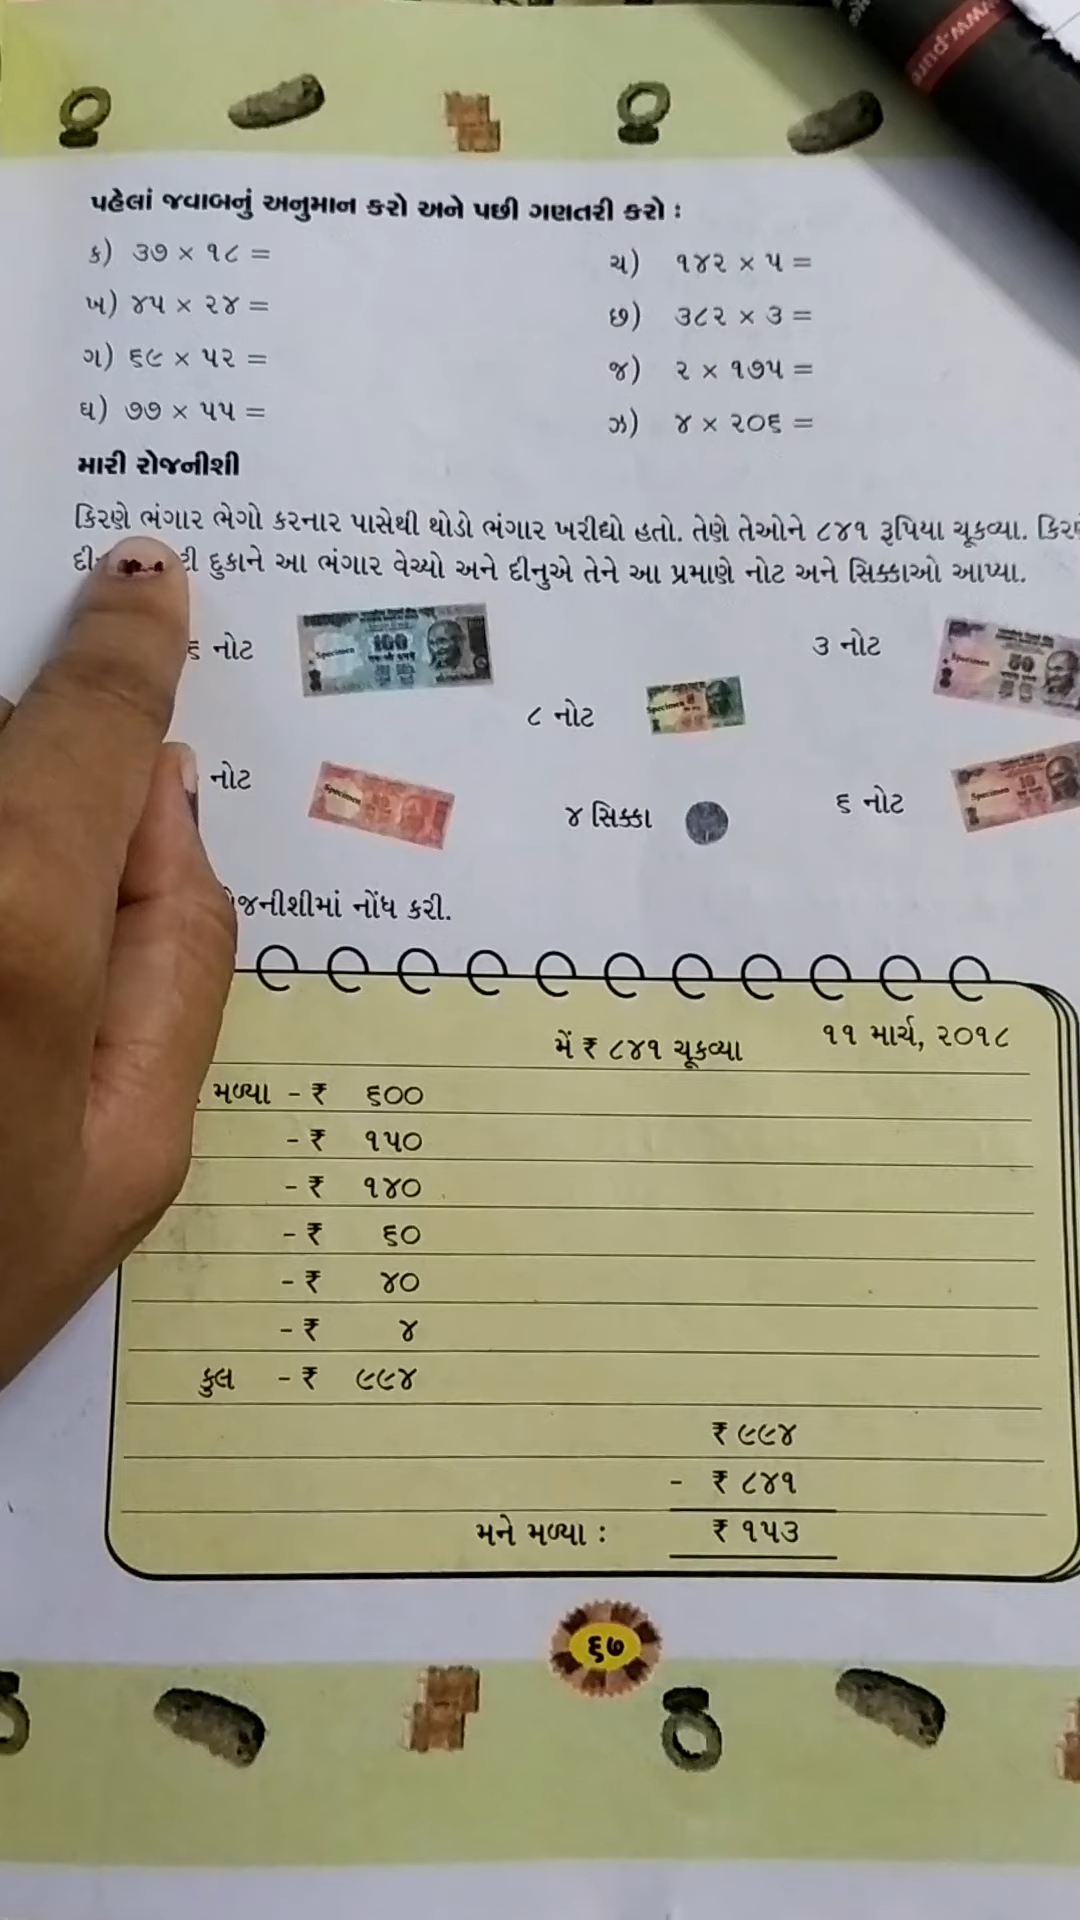 પહેલાં જવાબનું અનુમાન કરો અને પછી ગણતરી કરો :
ક) ૩૭ × ૧૮ =
ખ) ૪૫ × ૨૪ =
ગ) ૬૯ × ૫૨ =
ઘ) ૭૭ × ૫૫ =
ચ) ૧૪૨ × ૫ =
છ) ૩૮૨ × ૩ =
જ) ૨ × ૧૭૫ =
ઝ) ૪ × ૨૦૬ =
મારી રોજનીશી
કિરણે ભંગાર ભેગો કરનાર પાસેથી થોડો ભંગાર ખરીદ્યો હતો. તેણે તેઓને ૮૪૧ રૂપિયા ચૂકવ્યા.
દુકાને આ ભંગાર વેચ્યો અને દીનુએ તેને આ પ્રમાણે નોટ અને સિક્કાઓ આપ્યા.
૬ નોટ
૩ નોટ
૮ નોટ
નોટ
૪ સિક્કા
૬ નોટ
નોંધ કરી.
૧૧ માર્ચ, ૨૦૧૮
મેં ₹ ૮૪૧ ચૂકવ્યા
મળ્યા - ₹ ૬૦૦
- ₹ ૧૫૦
- ₹ ૧૪૦
- ₹ ૬૦
- ₹ ૪૦
- ₹ ૪
કુલ - ₹ ૯૯૪
₹ ૯૯૪
- ₹ ૮૪૧
મને મળ્યા : ₹ ૧૫૩
૬૭